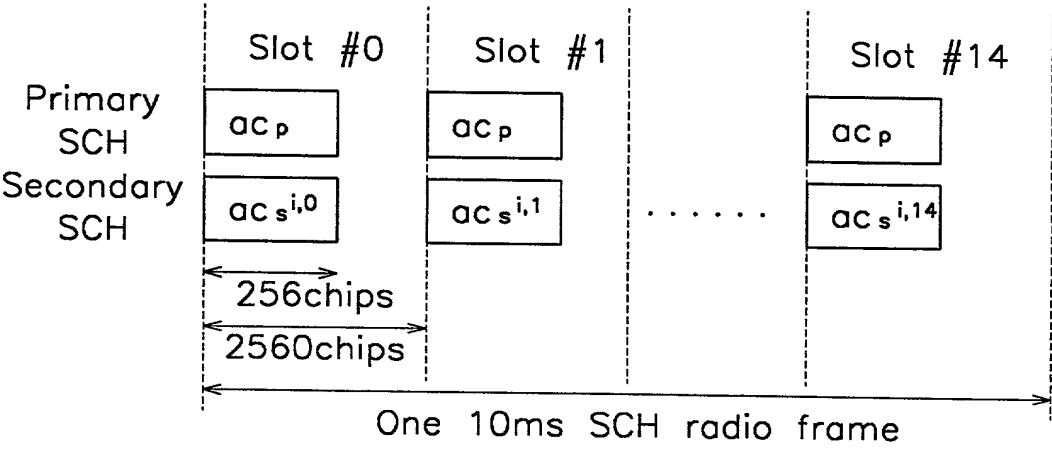 Slot #0 Slot #1 Slot #14
Primary
SCH
ac p ac p ac p
Secondary
SCH
ac s i,0 ac s i,1 ...... ac s i,14
256chips
2560chips
One 10ms SCH radio frame